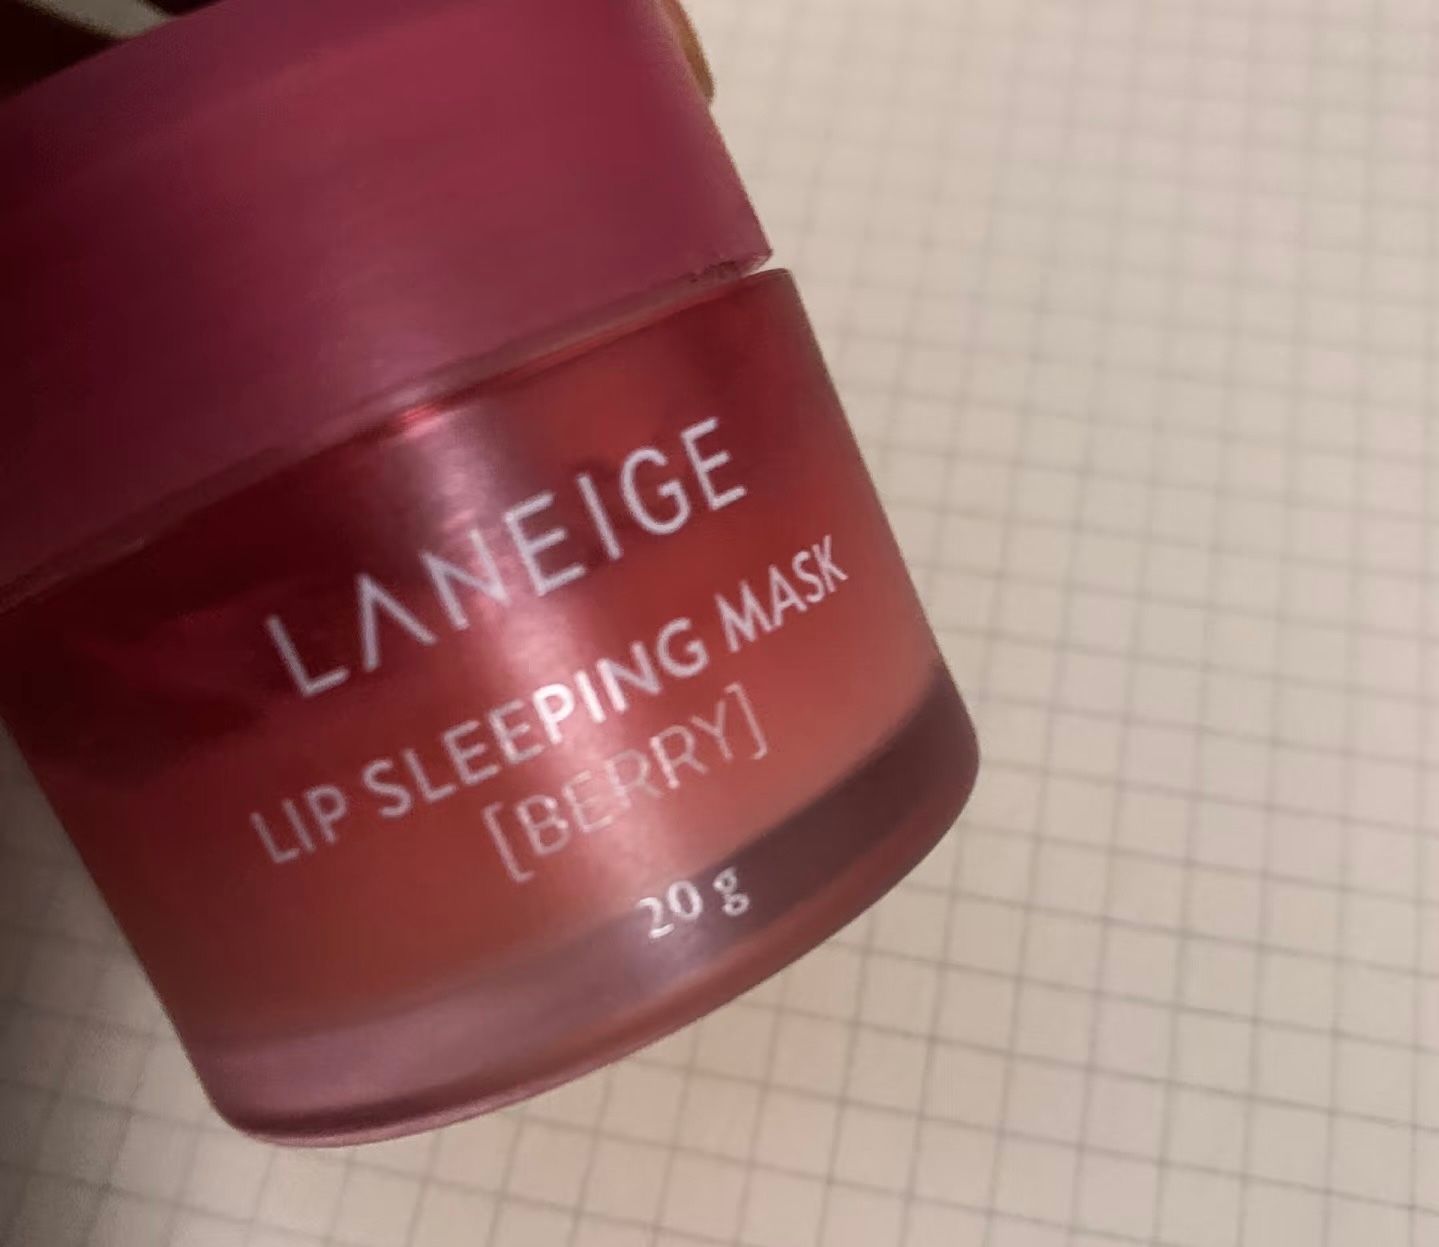 LANEIGE
LIP SLEEPING MASK
[BERRY]
20 g